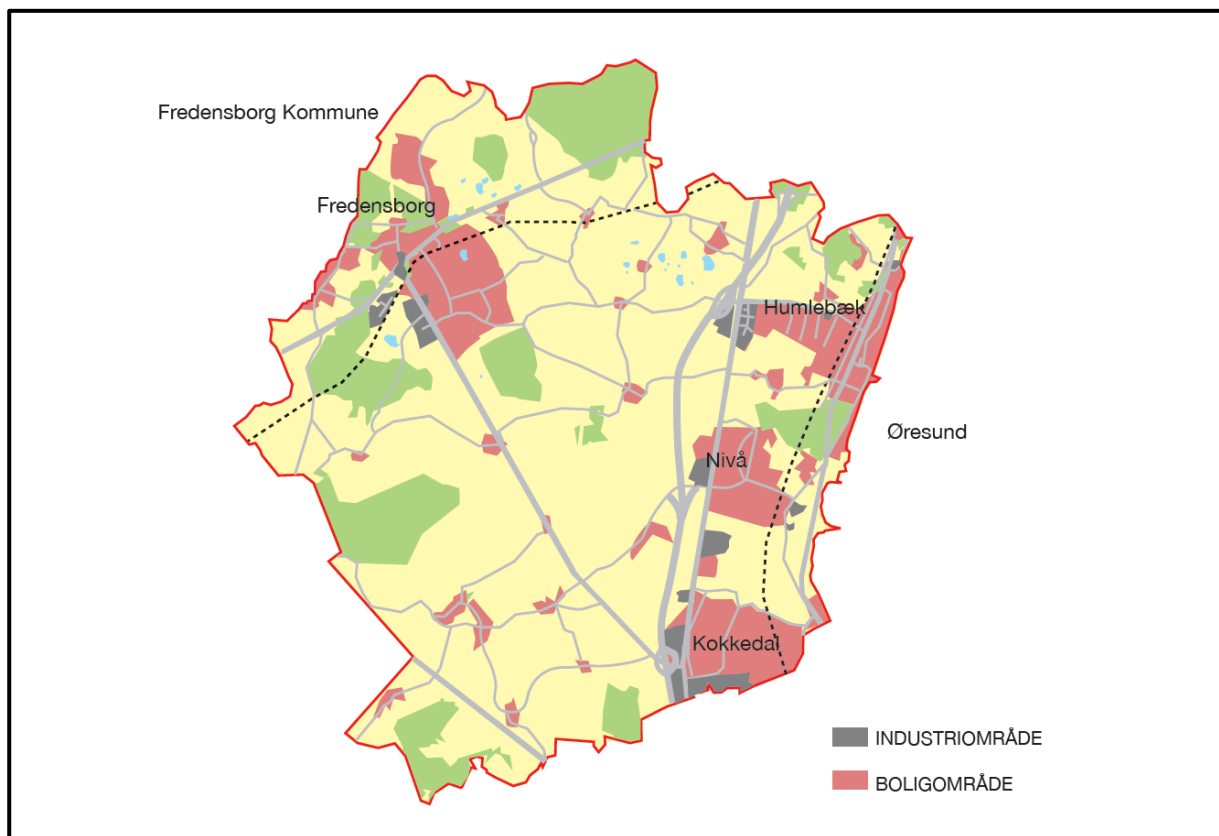 Fredensborg Kommune
Fredensborg
Humlebæk
Øresund
Nivå
Kokkedal
INDUSTRIOMRÅDE
BOLIGOMRÅDE